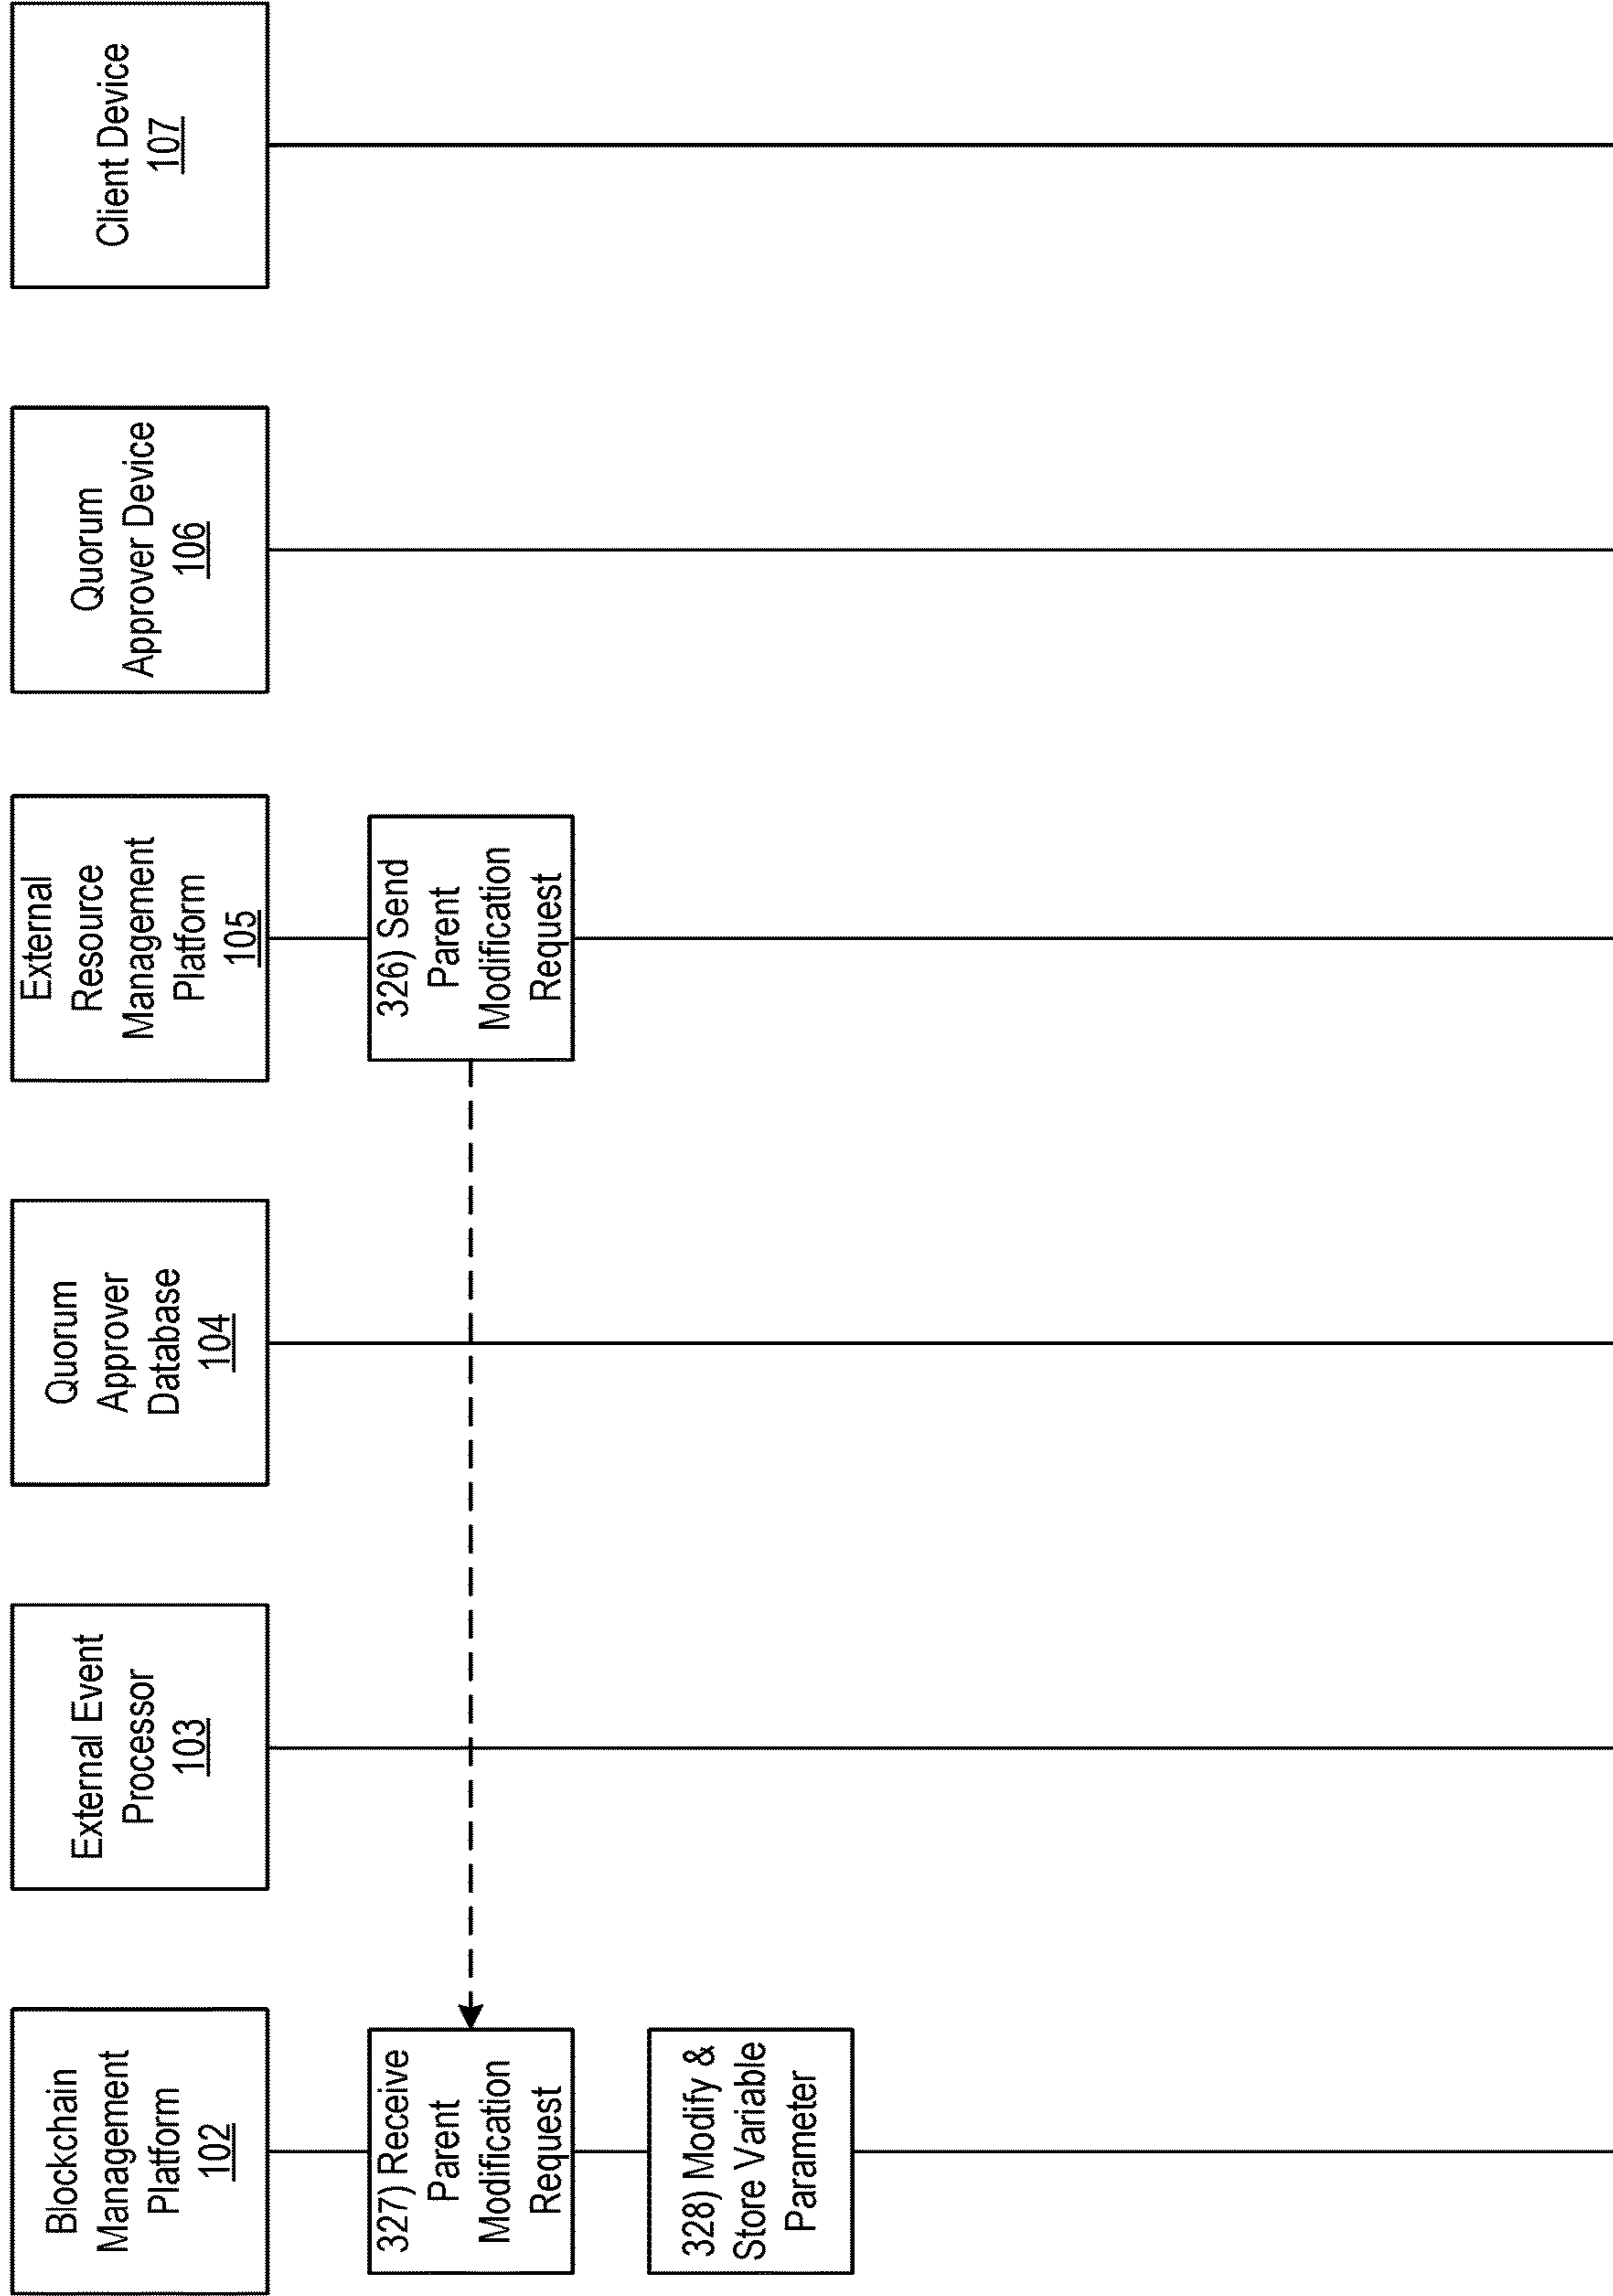 Blockchain
Management
Platform
102
External Event
Processor
103
Quorum
Approver
Database
104
External
Resource
Management
Platform
105
Quorum
Approver Device
106
Client Device
107
326) Send
Parent
Modification
Request
327) Receive
Parent
Modification
Request
328) Modify &
Store Variable
Parameter